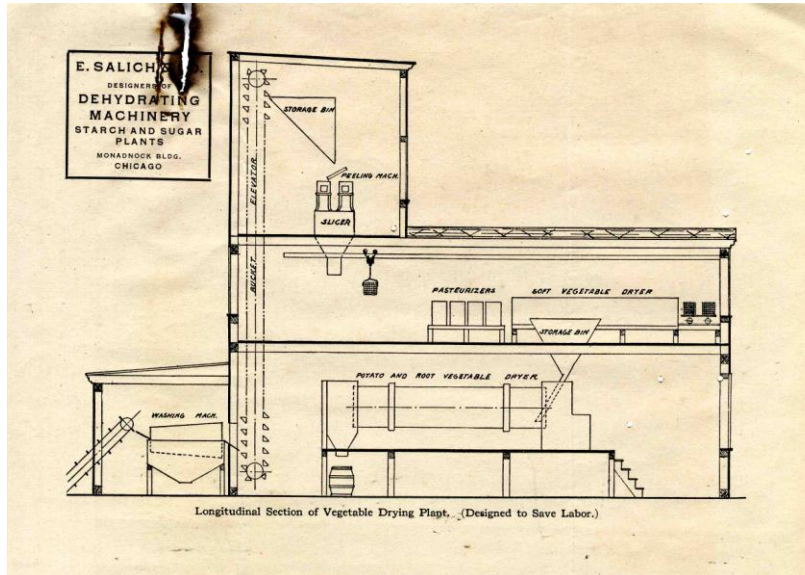 E. SALICH
DESIGNERS OF
DEHYDRATING
MACHINERY
STARCH AND SUGAR
PLANTS
MONADNOCK BLDG.
CHICAGO
STORAGE BIN
PEELING MACH.
ELEVATOR
SLICER
BUCKET
PASTEURIZERS
SOFT VEGETABLE DRYER
STORAGE BIN
POTATO AND ROOT VEGETABLE DRYER
WASHING MACH.
Longitudinal Section of Vegetable Drying Plant. (Designed to Save Labor.)